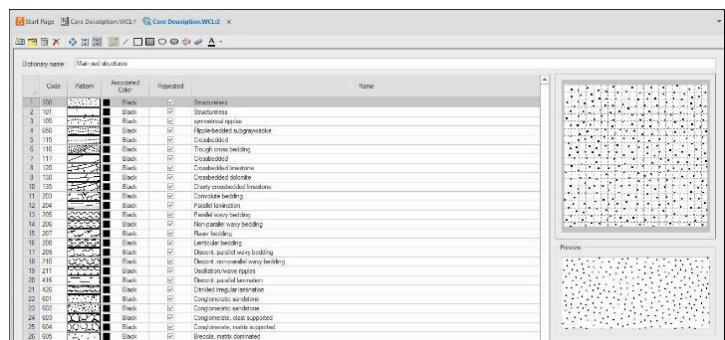 Start Page Core Description.WCL:1 Core Description.WCL:2 ×
Dictionary name : Main sed structures
Code Pattern Associated Color Repeated Name
1 100 Black Structureless
2 101 Black Structureless
3 105 Black symmetrical ripples
4 656 Black Ripple-bedded subgraywacke
5 115 Black Crossbedded
6 116 Black Trough cross bedding
7 117 Black Crossbedded
8 120 Black Crossbedded limestone
9 130 Black Crossbedded dolomite
10 135 Black Cherty crossbedded limestone
11 203 Black Convolute bedding
12 204 Black Parallel lamination
13 205 Black Parallel wavy bedding
14 206 Black Non-parallel wavy bedding
15 207 Black Flaser bedding
16 208 Black Lenticular bedding
17 209 Black Discont. parallel wavy bedding
18 210 Black Discont. non-parallel wavy bedding
19 211 Black Oscillation/wave ripples
20 416 Black Discont. parallel lamination
21 426 Black Crinkled irregular lamination
22 601 Black Conglomeratic sandstone
23 602 Black Conglomeratic sandstone
24 603 Black Conglomerate, clast supported
25 604 Black Conglomerate, matrix supported
26 605 Black Breccia, matrix dominated
Preview